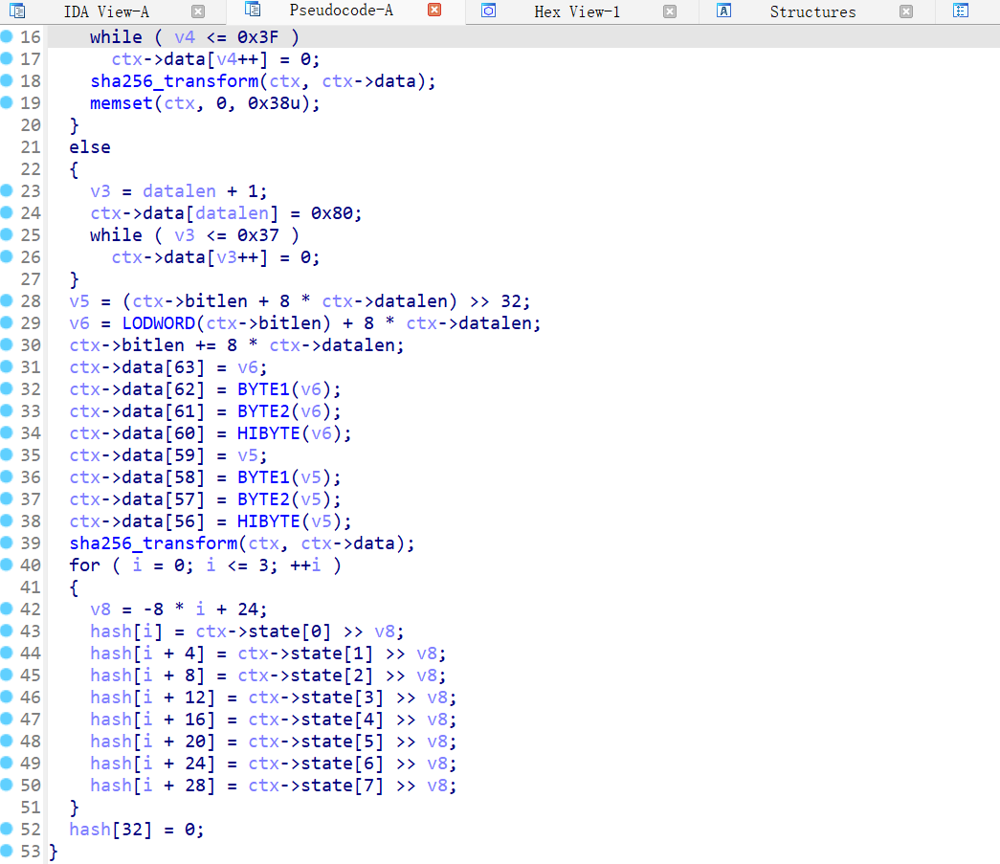 IDA View-A Pseudocode-A Hex View-1 Structures
16 while ( v4 <= 0x3F )
17 ctx->data[v4++] = 0;
18 sha256_transform(ctx, ctx->data);
19 memset(ctx, 0, 0x38u);
20 }
21 else
22 {
23 v3 = datalen + 1;
24 ctx->data[datalen] = 0x80;
25 while ( v3 <= 0x37 )
26 ctx->data[v3++] = 0;
27 }
28 v5 = (ctx->bitlen + 8 * ctx->datalen) >> 32;
29 v6 = LODWORD(ctx->bitlen) + 8 * ctx->datalen;
30 ctx->bitlen += 8 * ctx->datalen;
31 ctx->data[63] = v6;
32 ctx->data[62] = BYTE1(v6);
33 ctx->data[61] = BYTE2(v6);
34 ctx->data[60] = HIBYTE(v6);
35 ctx->data[59] = v5;
36 ctx->data[58] = BYTE1(v5);
37 ctx->data[57] = BYTE2(v5);
38 ctx->data[56] = HIBYTE(v5);
39 sha256_transform(ctx, ctx->data);
40 for ( i = 0; i <= 3; ++i )
41 {
42 v8 = -8 * i + 24;
43 hash[i] = ctx->state[0] >> v8;
44 hash[i + 4] = ctx->state[1] >> v8;
45 hash[i + 8] = ctx->state[2] >> v8;
46 hash[i + 12] = ctx->state[3] >> v8;
47 hash[i + 16] = ctx->state[4] >> v8;
48 hash[i + 20] = ctx->state[5] >> v8;
49 hash[i + 24] = ctx->state[6] >> v8;
50 hash[i + 28] = ctx->state[7] >> v8;
51 }
52 hash[32] = 0;
53 }